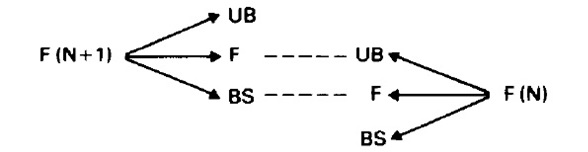 UB
F (N+1) F UB
BS F F (N)
BS